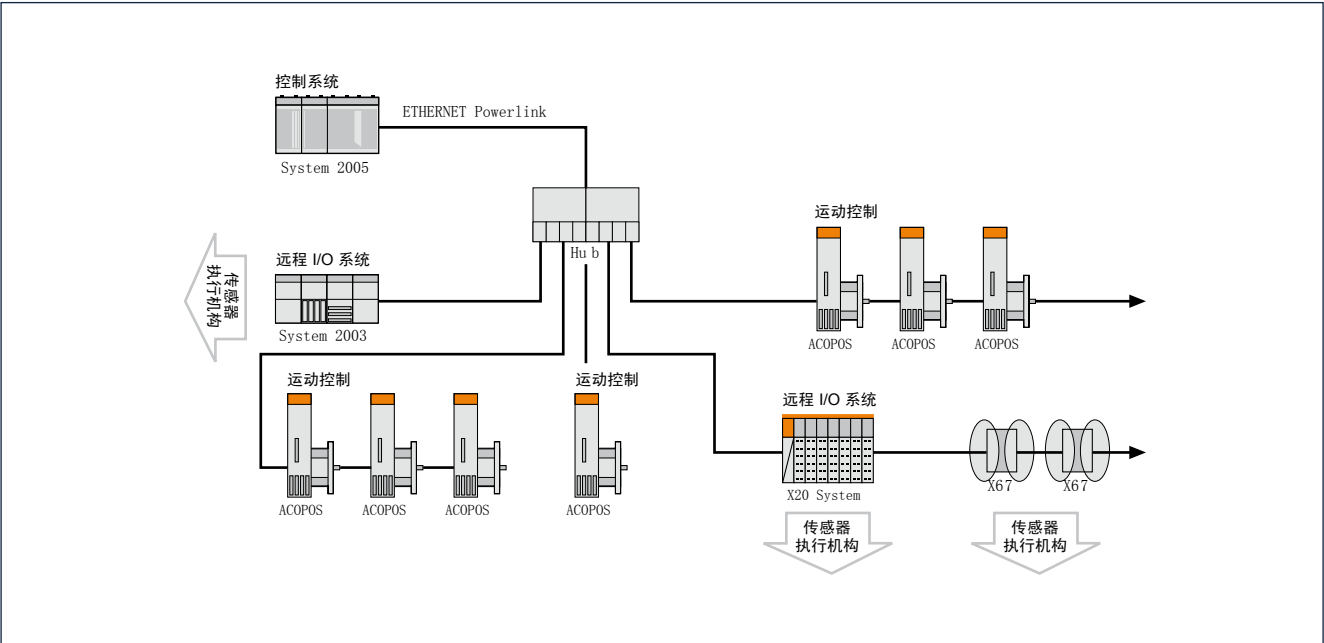 控制系统
ETHERNET Powerlink
System 2005
运动控制
Hu b
远程 I/O 系统
传感器
执行机构
System 2003
ACOPOS
ACOPOS
ACOPOS
运动控制
运动控制
远程 I/O 系统
X67
X67
X20 System
ACOPOS
ACOPOS
ACOPOS
ACOPOS
传感器
执行机构
传感器
执行机构